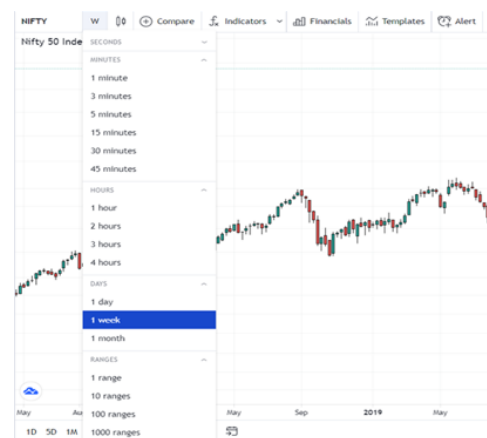 NIFTY W Compare Indicators Financials Templates Alert
Nifty 50 Inde
SECONDS
MINUTES
1 minute
3 minutes
5 minutes
15 minutes
30 minutes
45 minutes
HOURS
1 hour
2 hours
3 hours
4 hours
DAYS
1 day
1 week
1 month
RANGES
1 range
10 ranges
100 ranges
1000 ranges
May Au May Sep 2019 May
1D 5D 1M